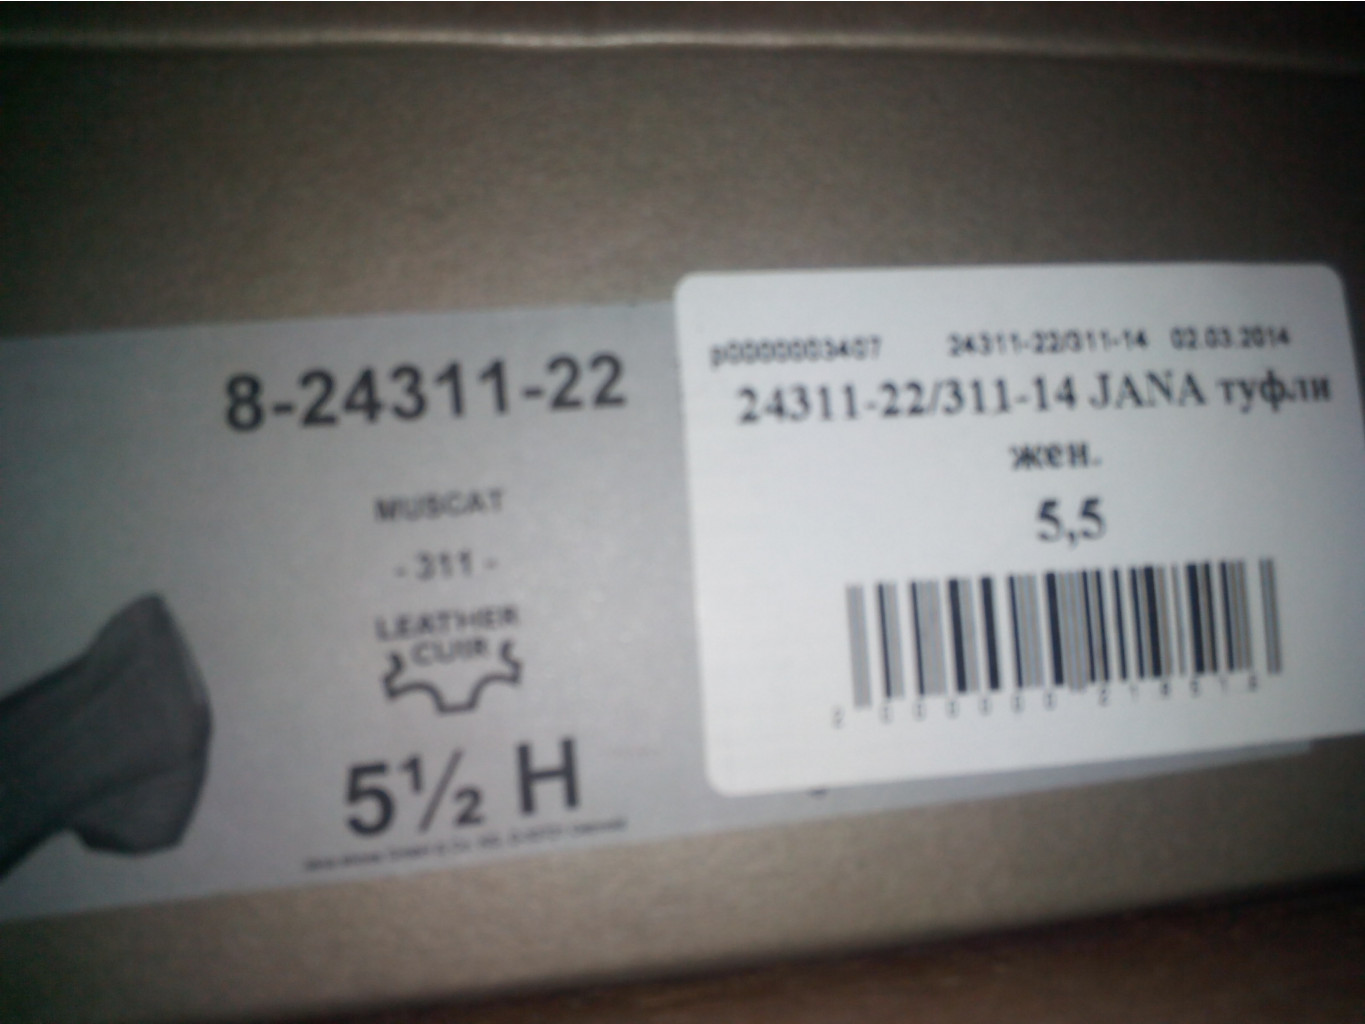 8-24311-22
MUSCAT
- 311 -
LEATHER
CUIR
5½ H
p0000003407 24311-22/311-14 02.03.2014
24311-22/311-14 JANA туфли
жен.
5,5